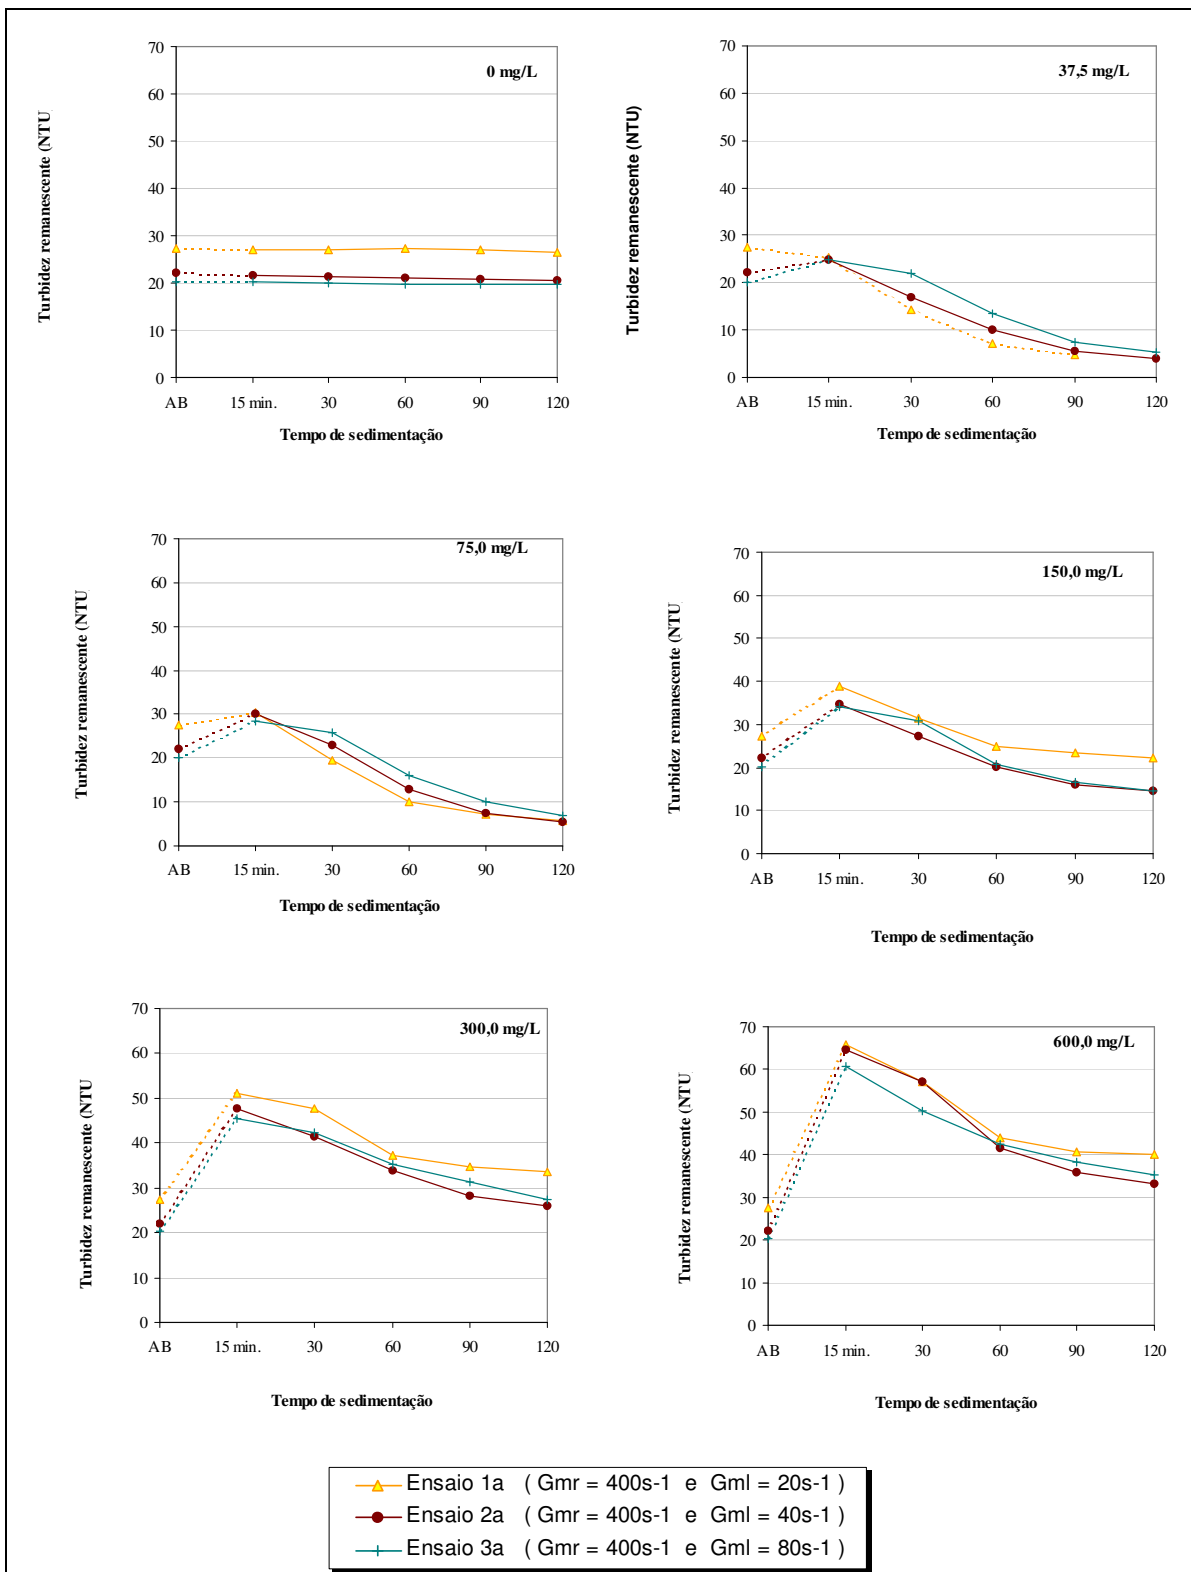 0 mg/L
Turbidez remanescente (NTU
70
60
50
40
30
20
10
0
AB 15 min. 30 60 90 120
Tempo de sedimentação
37,5 mg/L
Turbidez remanescente (NTU)
70
60
50
40
30
20
10
0
AB 15 min. 30 60 90 120
Tempo de sedimentação
75,0 mg/L
Turbidez remanescente (NTU
70
60
50
40
30
20
10
0
AB 15 min. 30 60 90 120
Tempo de sedimentação
150,0 mg/L
Turbidez remanescente (NTU
70
60
50
40
30
20
10
0
AB 15 min. 30 60 90 120
Tempo de sedimentação
300,0 mg/L
Turbidez remanescente (NTU
70
60
50
40
30
20
10
0
AB 15 min. 30 60 90 120
Tempo de sedimentação
600,0 mg/L
Turbidez remanescente (NTU
70
60
50
40
30
20
10
0
AB 15 min. 30 60 90 120
Tempo de sedimentação
Ensaio 1a ( Gmr = 400s-1 e Gml = 20s-1 )
Ensaio 2a ( Gmr = 400s-1 e Gml = 40s-1 )
Ensaio 3a ( Gmr = 400s-1 e Gml = 80s-1 )